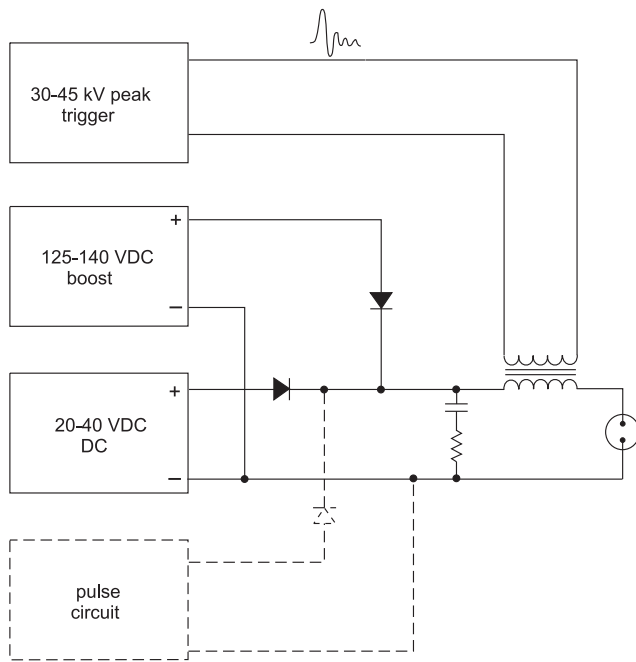 30-45 kV peak
trigger
+
125-140 VDC
boost
−
+
20-40 VDC
DC
−
pulse
circuit